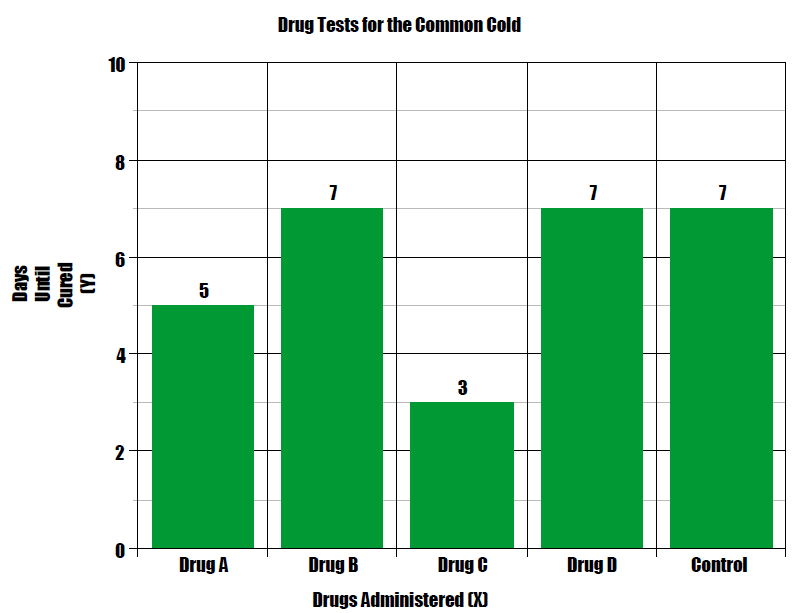 Drug Tests for the Common Cold
10
8
6
4
2
0
Days
Until
Cured
(Y)
5
7
3
7
7
Drug A
Drug B
Drug C
Drug D
Control
Drugs Administered (X)